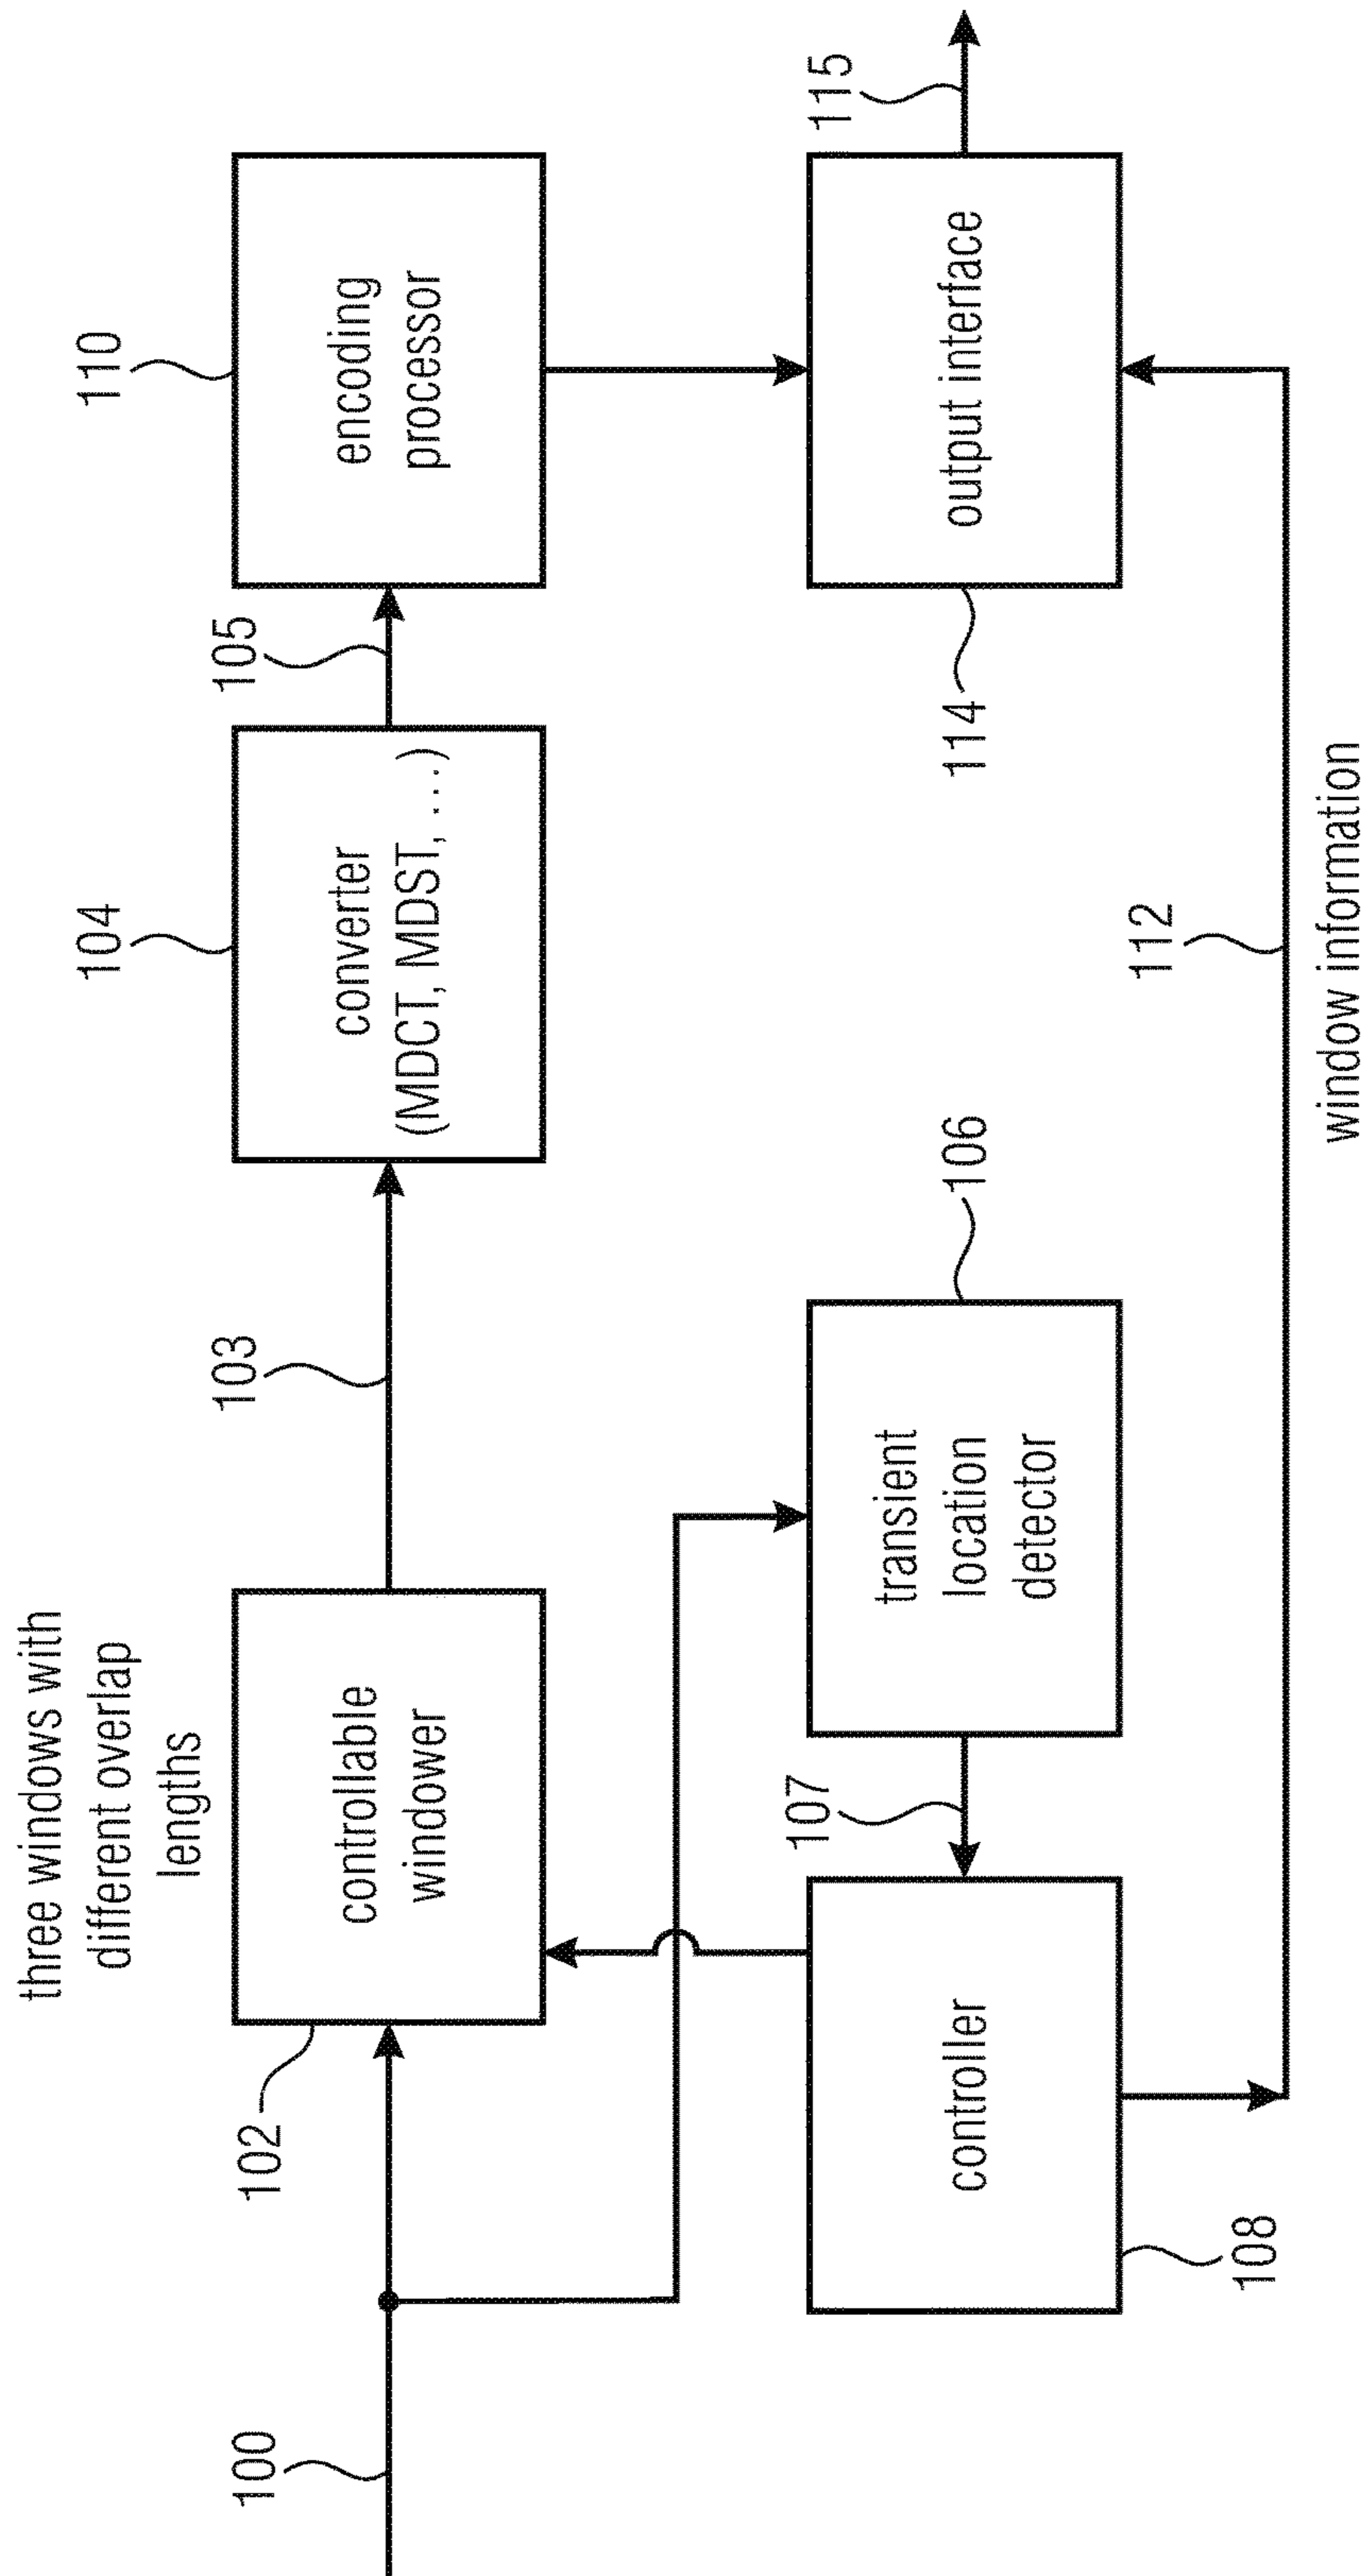 three windows with
different overlap
lengths
100
102
controllable
windower
103
104
converter
(MDCT, MDST, ...)
105
110
encoding
processor
108
controller
107
transient
location
detector
106
114
output interface
115
112
window information